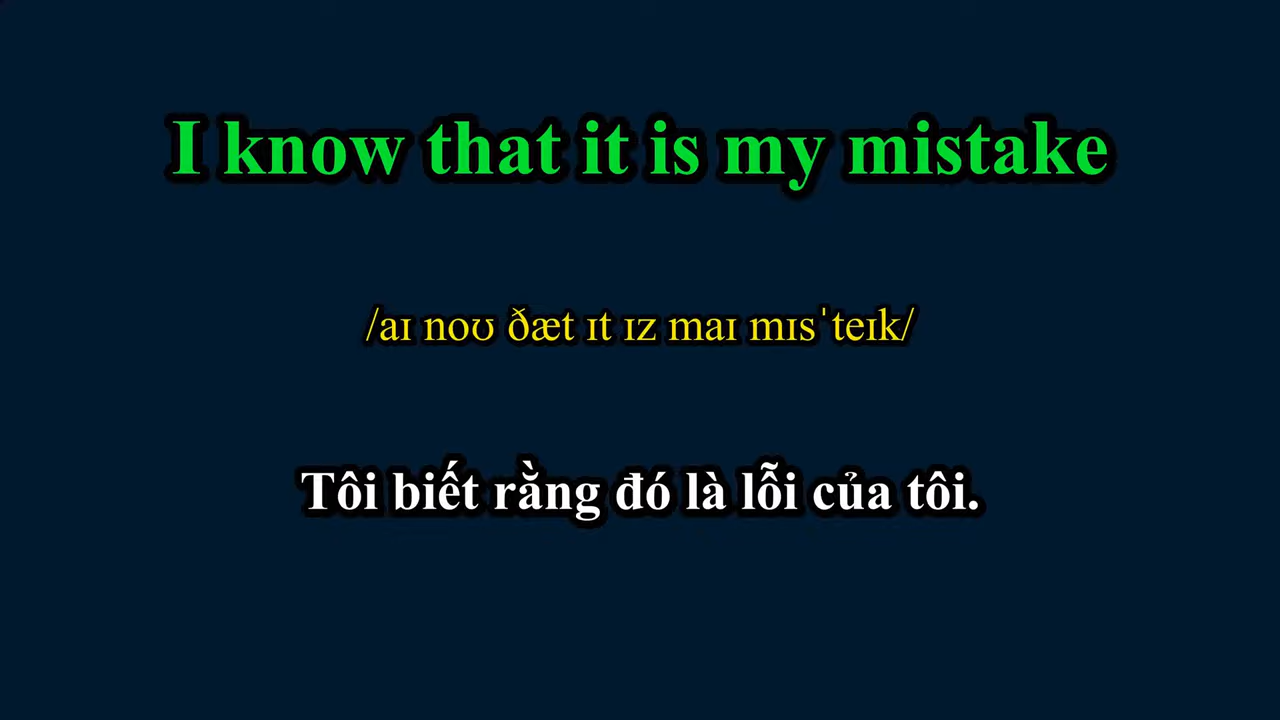 I know that it is my mistake
/aɪ noʊ ðæt ɪt ɪz maɪ mɪsˈteɪk/
Tôi biết rằng đó là lỗi của tôi.